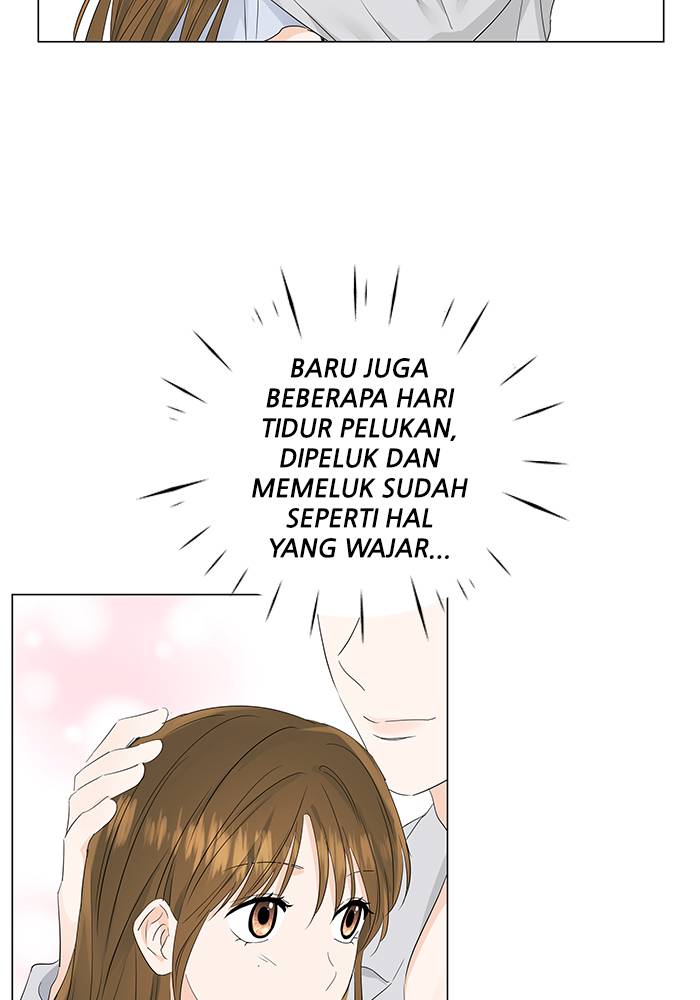 BARU JUGA
BEBERAPA HARI
TIDUR PELUKAN,
DIPELUK DAN
MEMELUK SUDAH
SEPERTI HAL
YANG WAJAR...